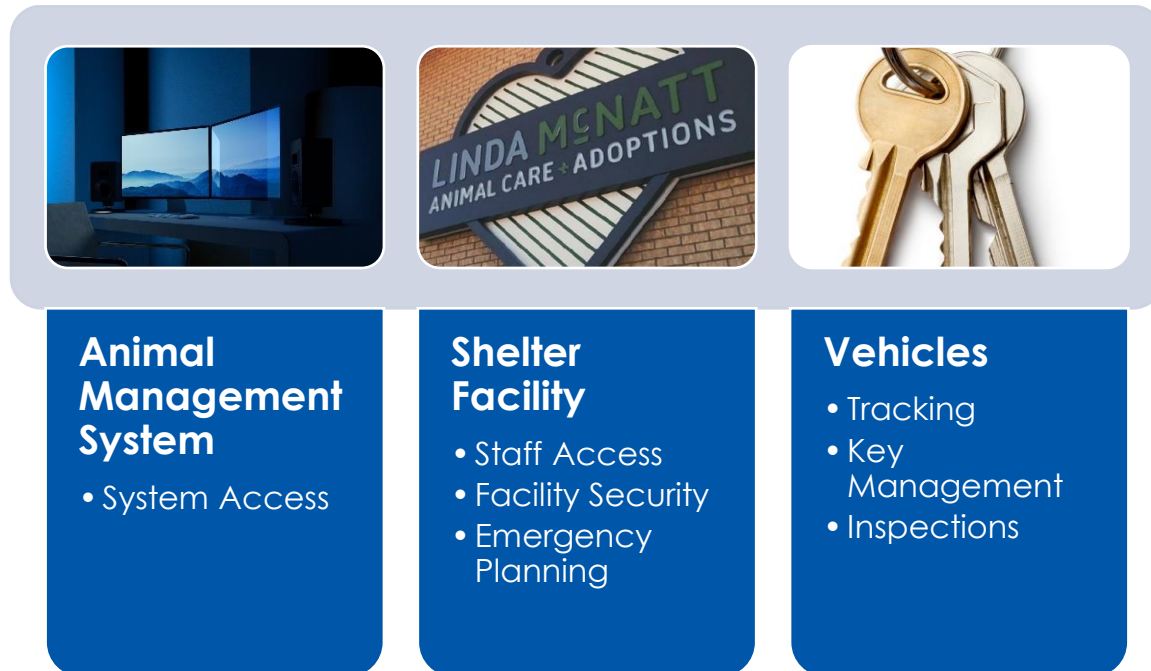 LINDA McNATT
ANIMAL CARE + ADOPTIONS
Animal
Management
System
• System Access
Shelter
Facility
• Staff Access
• Facility Security
• Emergency
Planning
Vehicles
• Tracking
• Key
Management
• Inspections